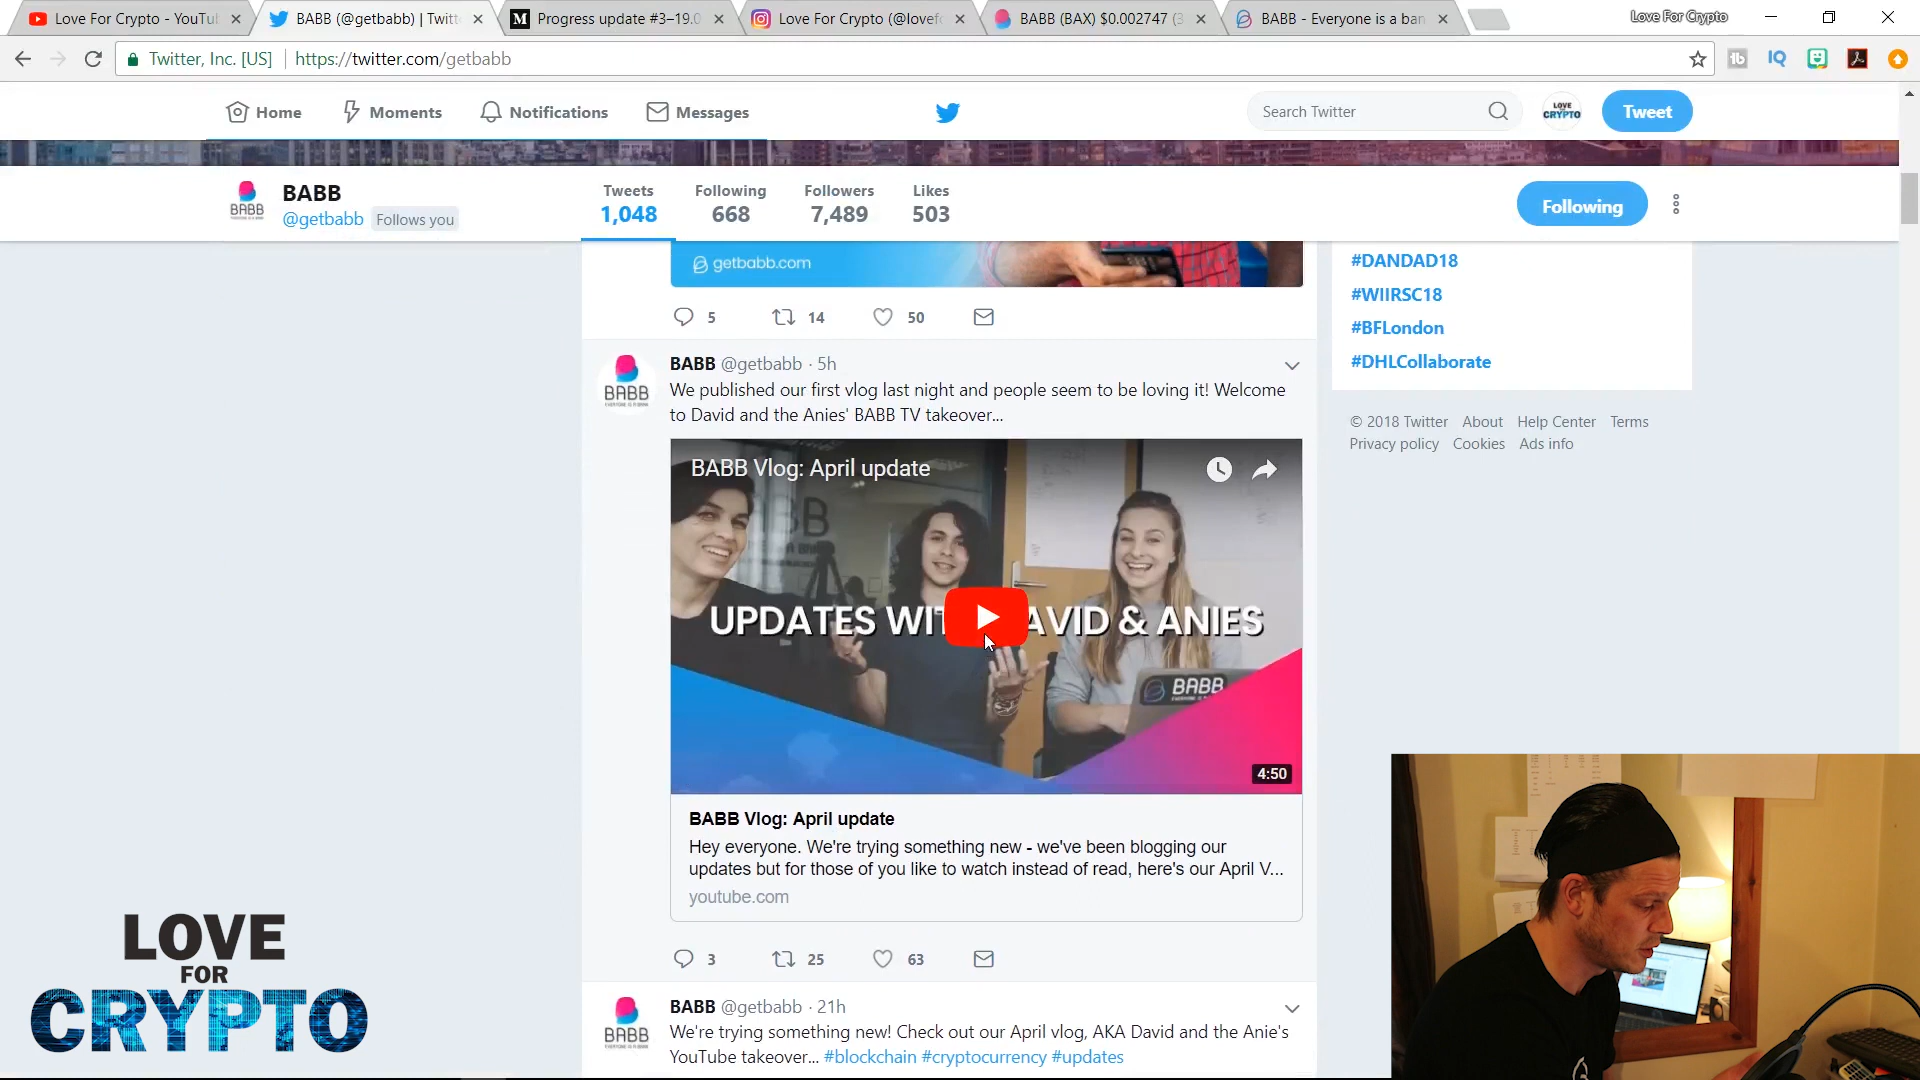 Love For Crypto - YouTu
BABB (@getbabb) | Twitt
Progress update #3–19.0
Love For Crypto (@lovefo
BABB (BAX) $0.002747 (3
BABB - Everyone is a ban
Love For Crypto
Twitter, Inc. [US]
https://twitter.com/getbabb
Home
Moments
Notifications
Messages
Search Twitter
LOVE
CRYPTO
Tweet
BABB
BABB
@getbabb
Follows you
Tweets
1,048
Following
668
Followers
7,489
Likes
503
Following
getbabb.com
5
14
50
#DANDAD18
#WIIRSC18
#BFLondon
#DHLCollaborate
© 2018 Twitter About Help Center Terms
Privacy policy Cookies Ads info
BABB
BABB @getbabb · 5h
We published our first vlog last night and people seem to be loving it! Welcome
to David and the Anies' BABB TV takeover...
BABB Vlog: April update
UPDATES WIT AVID & ANIES
BABB
4:50
BABB Vlog: April update
Hey everyone. We're trying something new - we've been blogging our
updates but for those of you like to watch instead of read, here's our April V...
youtube.com
3
25
63
BABB
BABB @getbabb · 21h
We're trying something new! Check out our April vlog, AKA David and the Anie's
YouTube takeover... #blockchain #cryptocurrency #updates
LOVE
FOR
CRYPTO